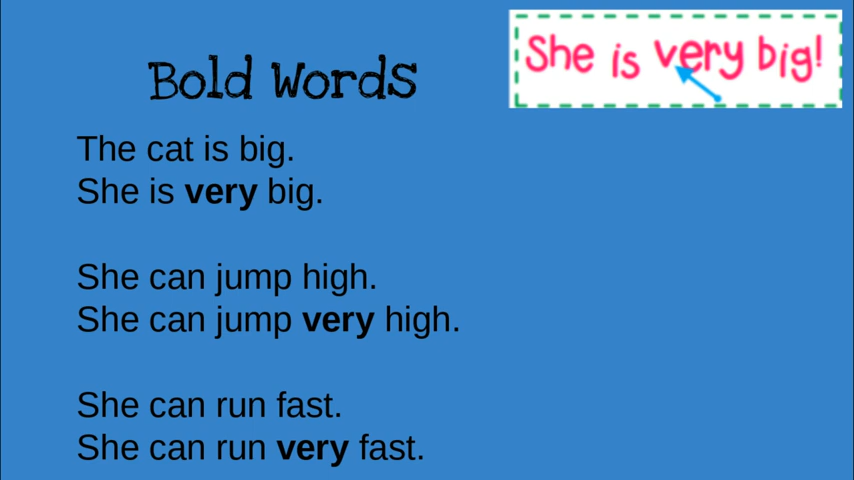 She is very big!
Bold Words
The cat is big.
She is very big.
She can jump high.
She can jump very high.
She can run fast.
She can run very fast.